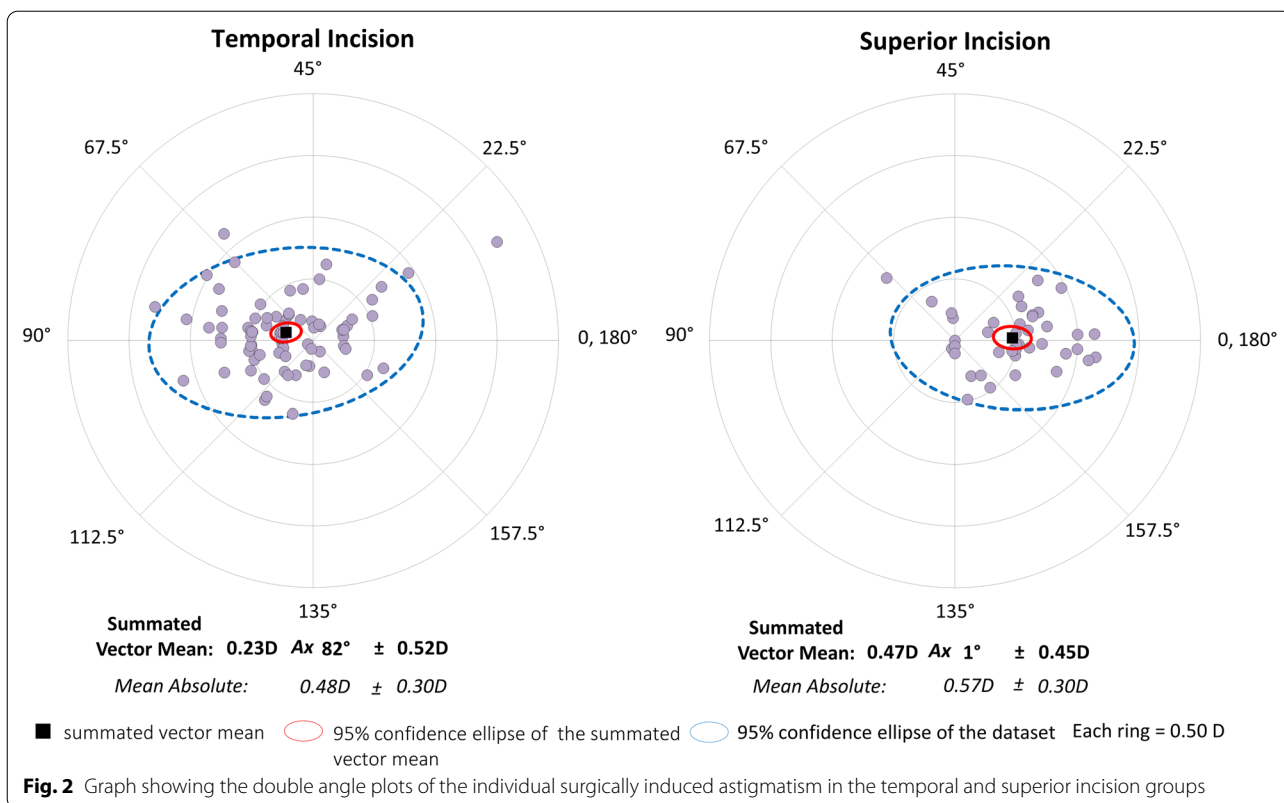 Temporal Incision
45°
67.5°
22.5°
90°
0, 180°
112.5°
157.5°
135°
Summated
Vector Mean: 0.23D Ax 82° ± 0.52D
Mean Absolute: 0.48D ± 0.30D
Superior Incision
45°
67.5°
22.5°
90°
0, 180°
112.5°
157.5°
135°
Summated
Vector Mean: 0.47D Ax 1° ± 0.45D
Mean Absolute: 0.57D ± 0.30D
summated vector mean
95% confidence ellipse of the summated
vector mean
95% confidence ellipse of the dataset
Each ring = 0.50 D
Fig. 2 Graph showing the double angle plots of the individual surgically induced astigmatism in the temporal and superior incision groups